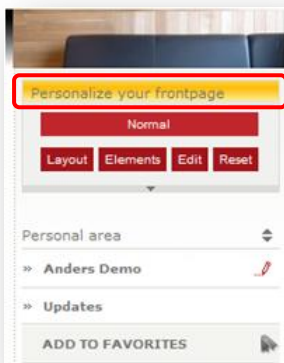 Personalize your frontpage
Normal
Layout Elements Edit Reset
Personal area
» Anders Demo
» Updates
ADD TO FAVORITES